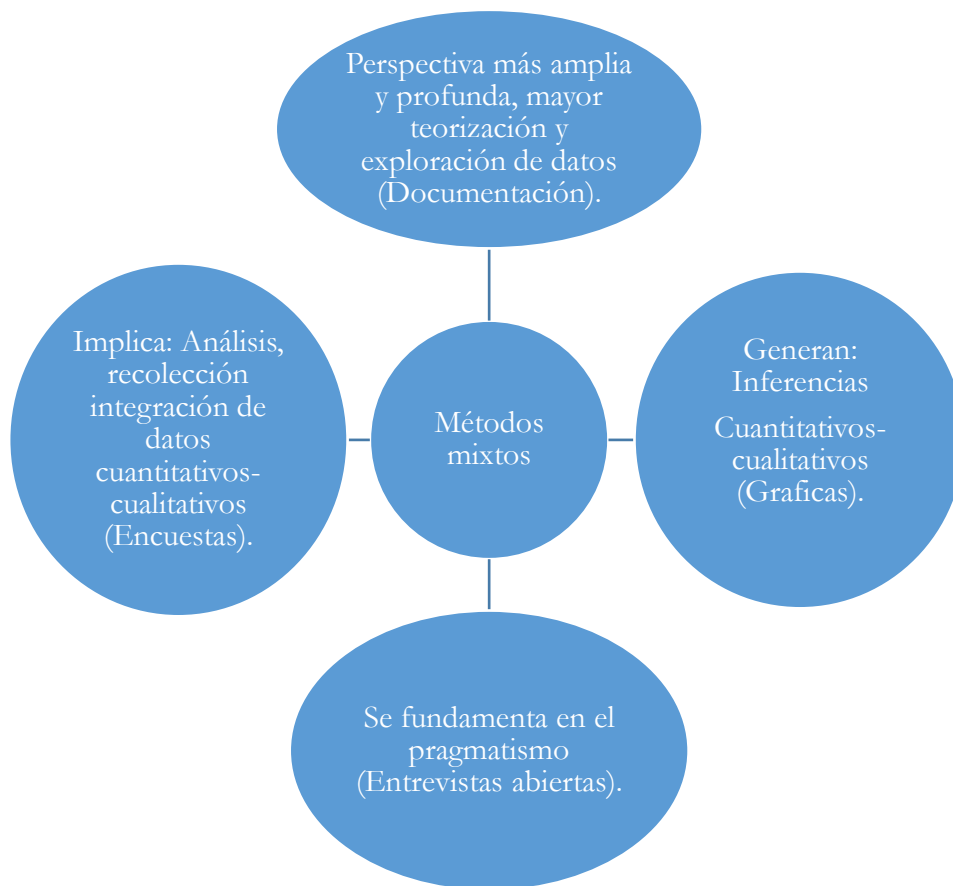 Perspectiva más amplia
y profunda, mayor
teorización y
exploración de datos
(Documentación).
Implica: Análisis,
recolección
integración de
datos
cuantitativos-
cualitativos
(Encuestas).
Métodos
mixtos
Generan:
Inferencias
Cuantitativos-
cualitativos
(Graficas).
Se fundamenta en el
pragmatismo
(Entrevistas abiertas).